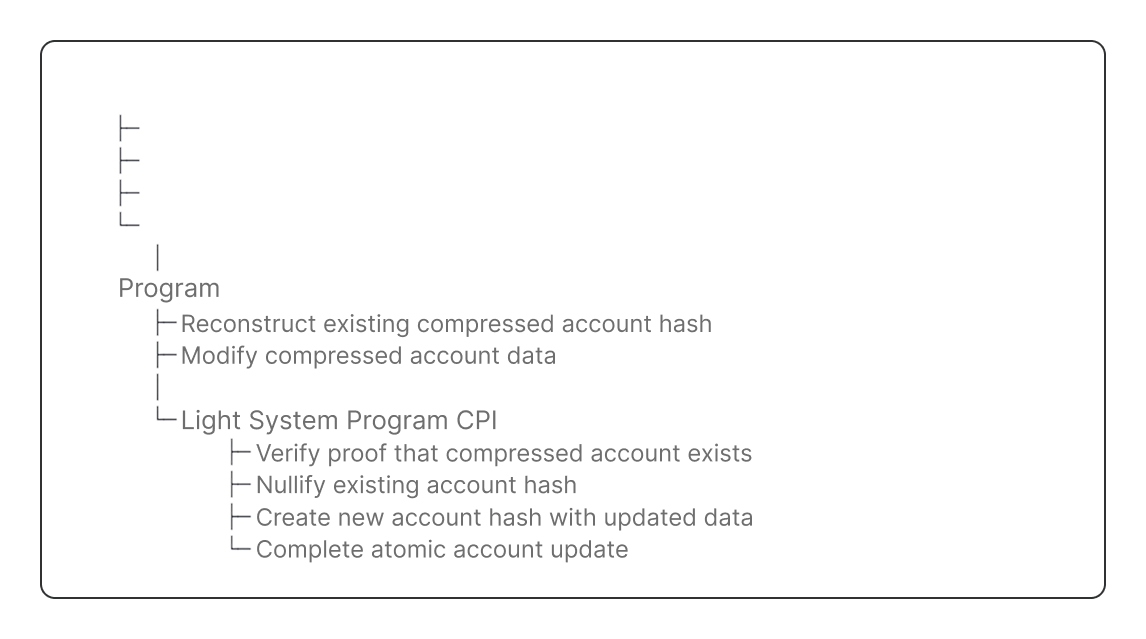 ├─
├─
├─
└─
│
Program
├─Reconstruct existing compressed account hash
├─Modify compressed account data
│
└─Light System Program CPI
├─Verify proof that compressed account exists
├─Nullify existing account hash
├─Create new account hash with updated data
└─Complete atomic account update